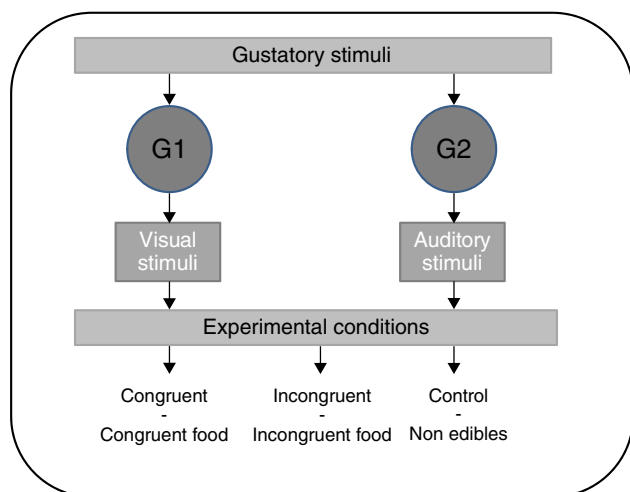 Gustatory stimuli
G1
G2
Visual
stimuli
Auditory
stimuli
Experimental conditions
Congruent
-
Congruent food
Incongruent
-
Incongruent food
Control
-
Non edibles